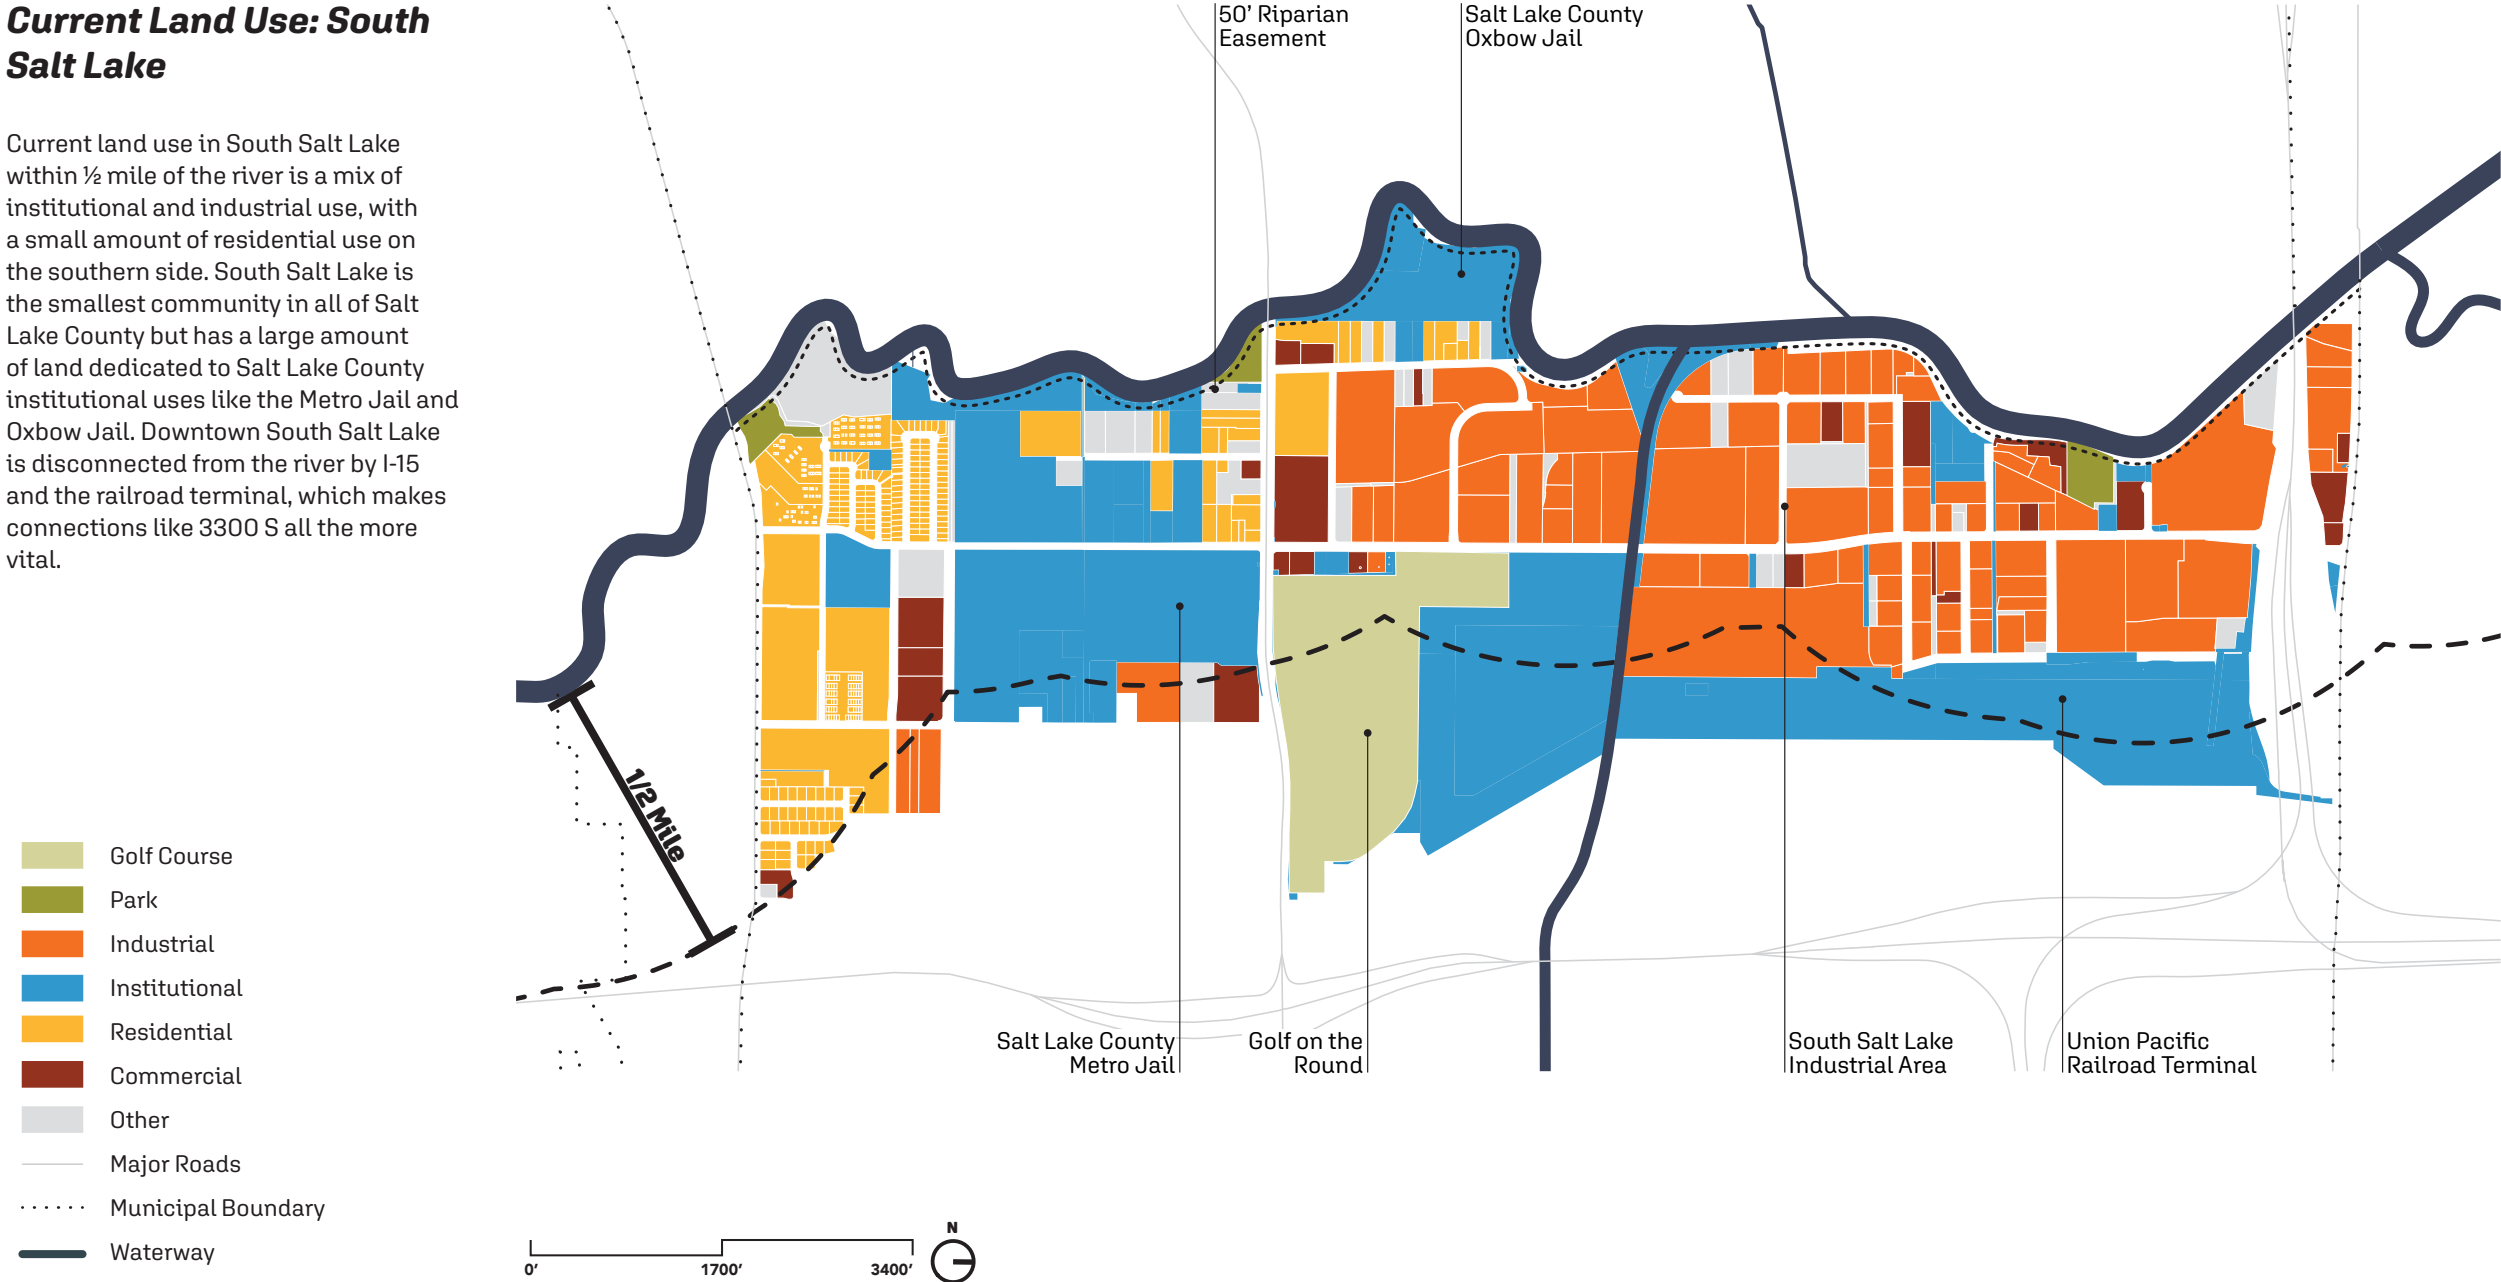 Current Land Use: South
Salt Lake
Current land use in South Salt Lake
within ½ mile of the river is a mix of
institutional and industrial use, with
a small amount of residential use on
the southern side. South Salt Lake is
the smallest community in all of Salt
Lake County but has a large amount
of land dedicated to Salt Lake County
institutional uses like the Metro Jail and
Oxbow Jail. Downtown South Salt Lake
is disconnected from the river by I-15
and the railroad terminal, which makes
connections like 3300 S all the more
vital.
50’ Riparian
Easement
Salt Lake County
Oxbow Jail
1/2 Mile
Salt Lake County
Metro Jail
Golf on the
Round
South Salt Lake
Industrial Area
Union Pacific
Railroad Terminal
Golf Course
Park
Industrial
Institutional
Residential
Commercial
Other
Major Roads
Municipal Boundary
Waterway
0’
1700’
3400’
N